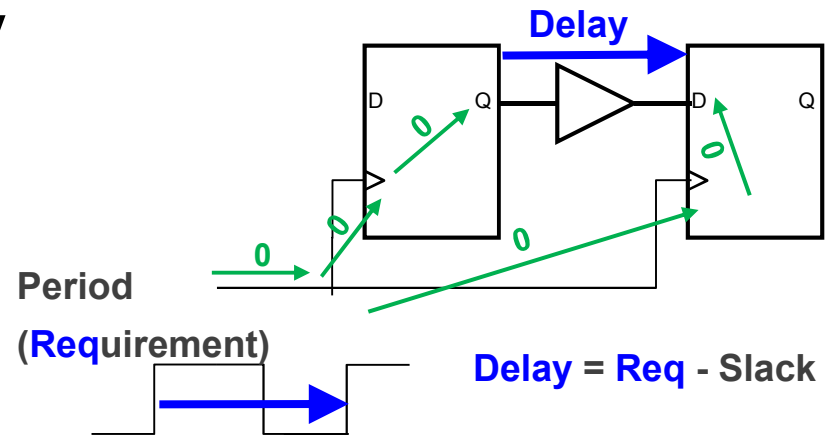 y
Delay
D
Q
D
Q
0
0
0
0
0
Period
(Requirement)
Delay = Req - Slack